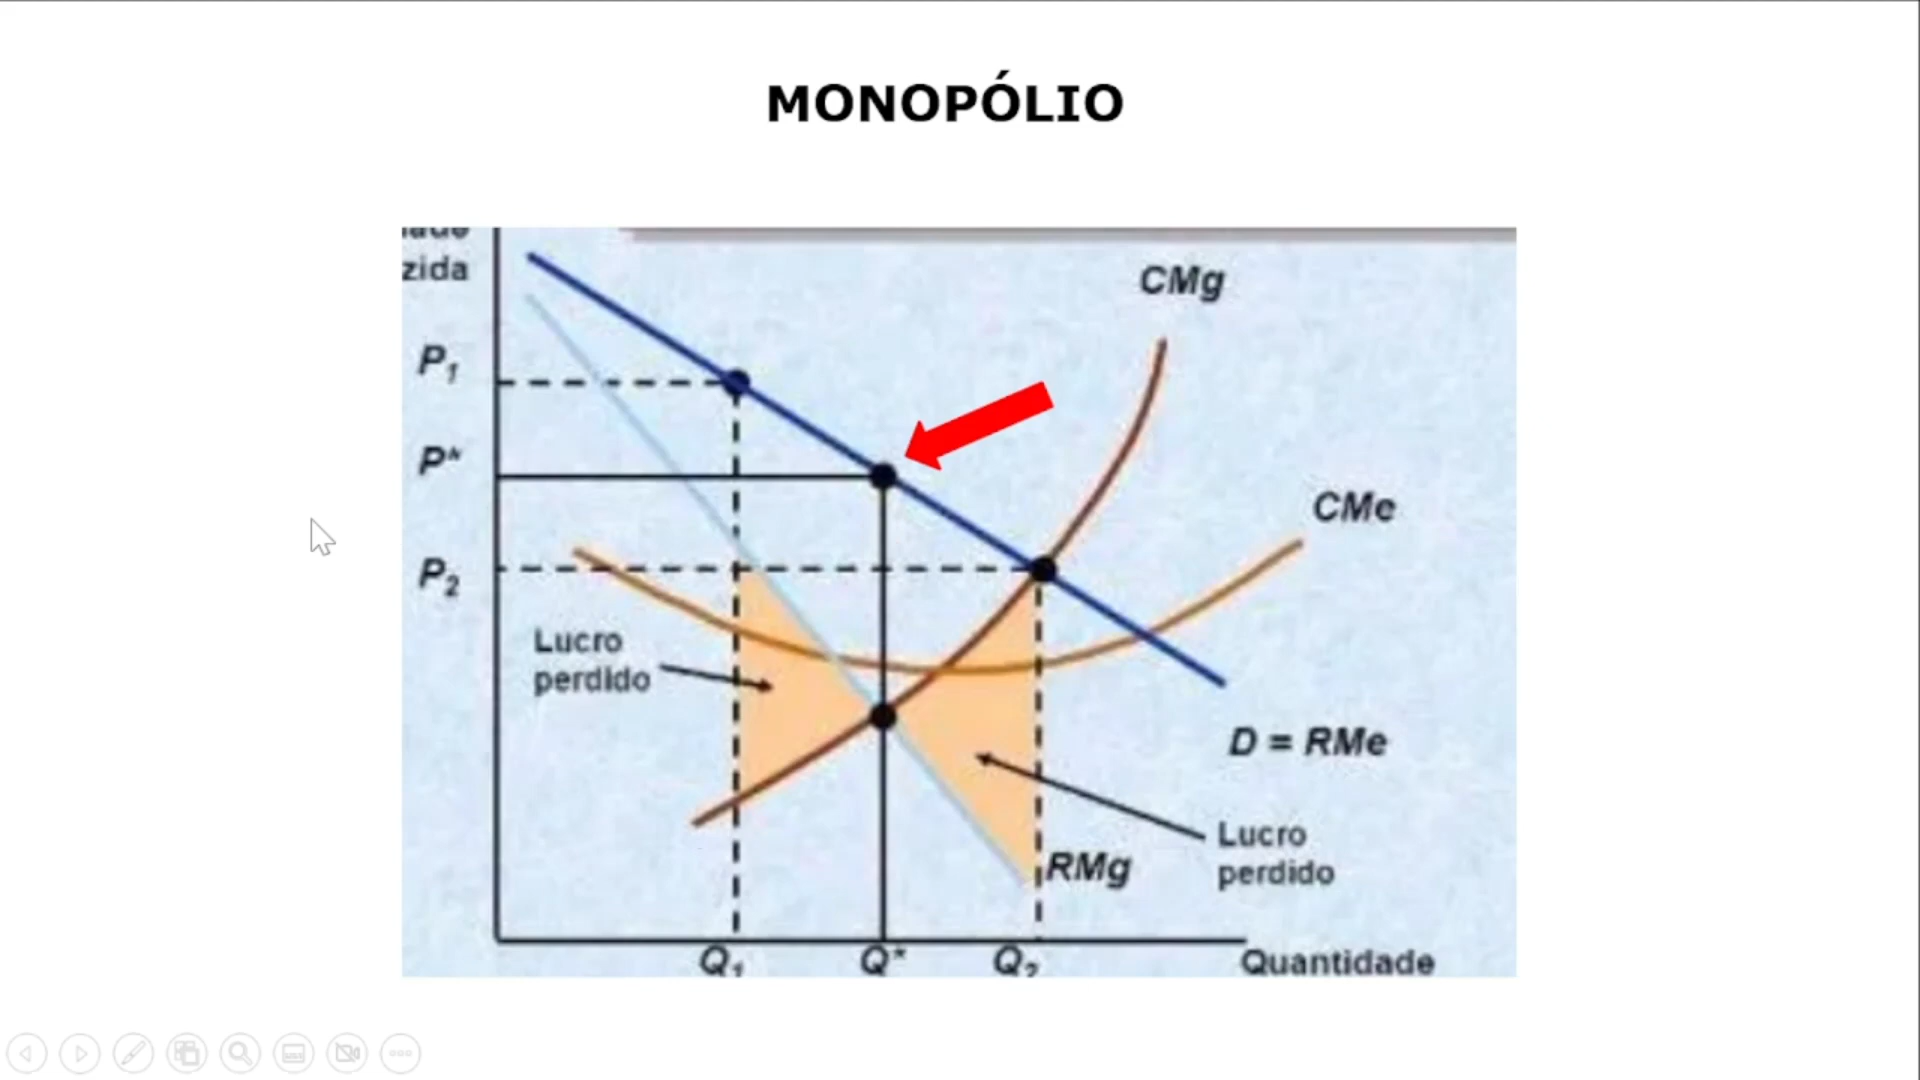 MONOPÓLIO
zida
CMg
P₁
P*
CMe
P₂
Lucro
perdido
D = RMe
Lucro
perdido
RMg
Q₁
Q*
Q₂
Quantidade